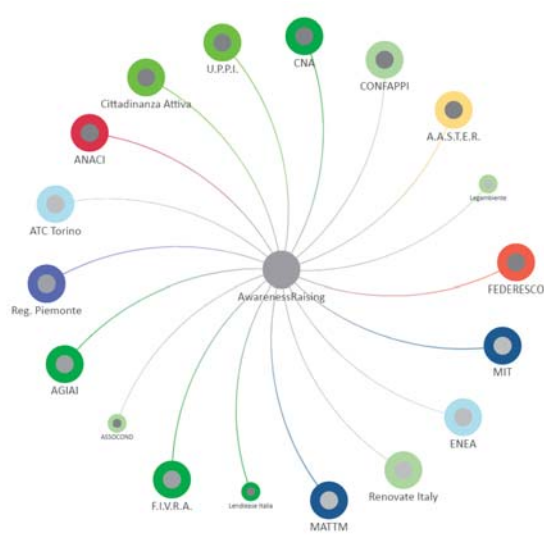 CNA
U.P.P.I.
CONFAPPI
Cittadinanza Attiva
A.A.S.T.E.R.
ANACI
Legambiente
ATC Torino
FEDERESCO
AwarenessRaising
Reg. Piemonte
MIT
AGIAI
ENEA
ASSOCOND
Renovate Italy
F.I.V.R.A.
Lendlease Italia
MATTM